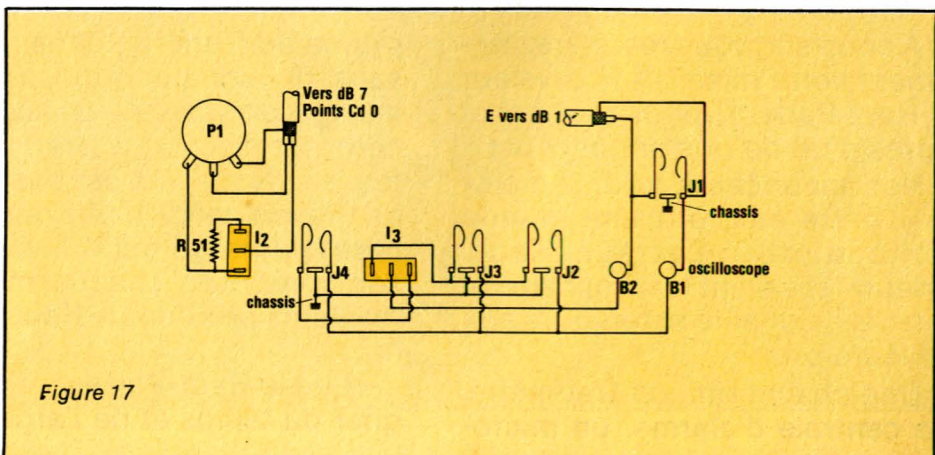 Vers dB 7
Points Cd 0
P1
E vers dB 1
J1
chassis
R 51
I2
I3
J4
J3
J2
chassis
B2
B1
oscilloscope
Figure 17